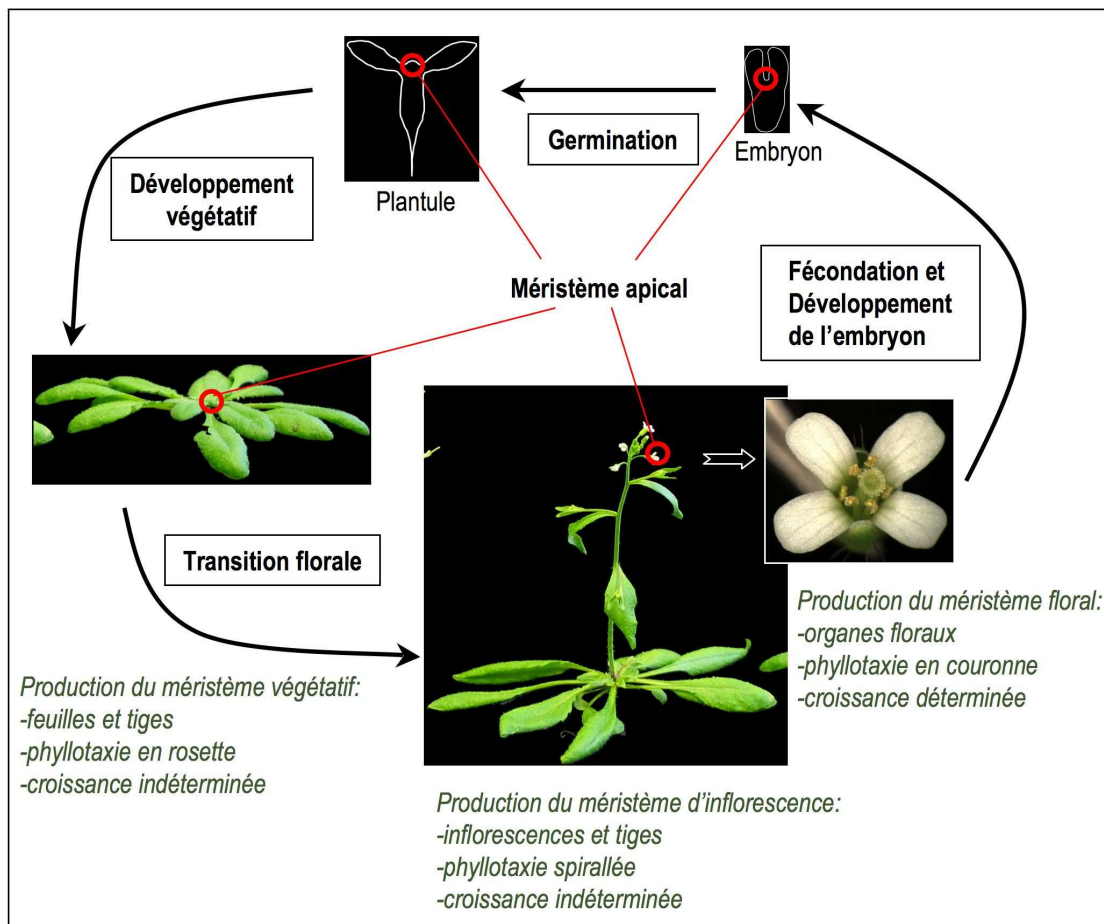 Germination
Embryon
Plantule
Développement
végétatif
Méristème apical
Fécondation et
Développement
de l'embryon
Transition florale
Production du méristème végétatif:
-feuilles et tiges
-phyllotaxie en rosette
-croissance indéterminée
Production du méristème d'inflorescence:
-inflorescences et tiges
-phyllotaxie spirallée
-croissance indéterminée
Production du méristème floral:
-organes floraux
-phyllotaxie en couronne
-croissance déterminée